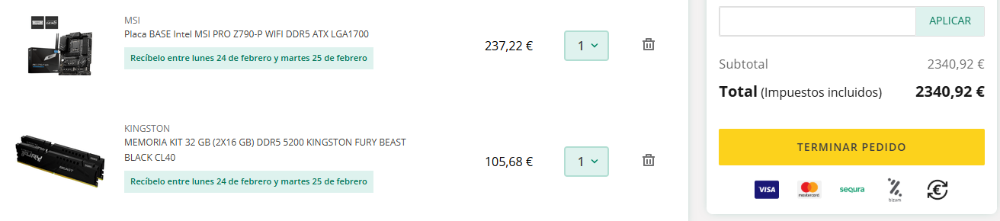 MSI
Placa BASE Intel MSI PRO Z790-P WIFI DDR5 ATX LGA1700
Recíbelo entre lunes 24 de febrero y martes 25 de febrero
237,22 €
1
KINGSTON
MEMORIA KIT 32 GB (2X16 GB) DDR5 5200 KINGSTON FURY BEAST
BLACK CL40
Recíbelo entre lunes 24 de febrero y martes 25 de febrero
105,68 €
1
FURY
BEAST
APLICAR
Subtotal 2340,92 €
Total (Impuestos incluidos) 2340,92 €
TERMINAR PEDIDO
VISA
mastercard
seQura
bizum
€